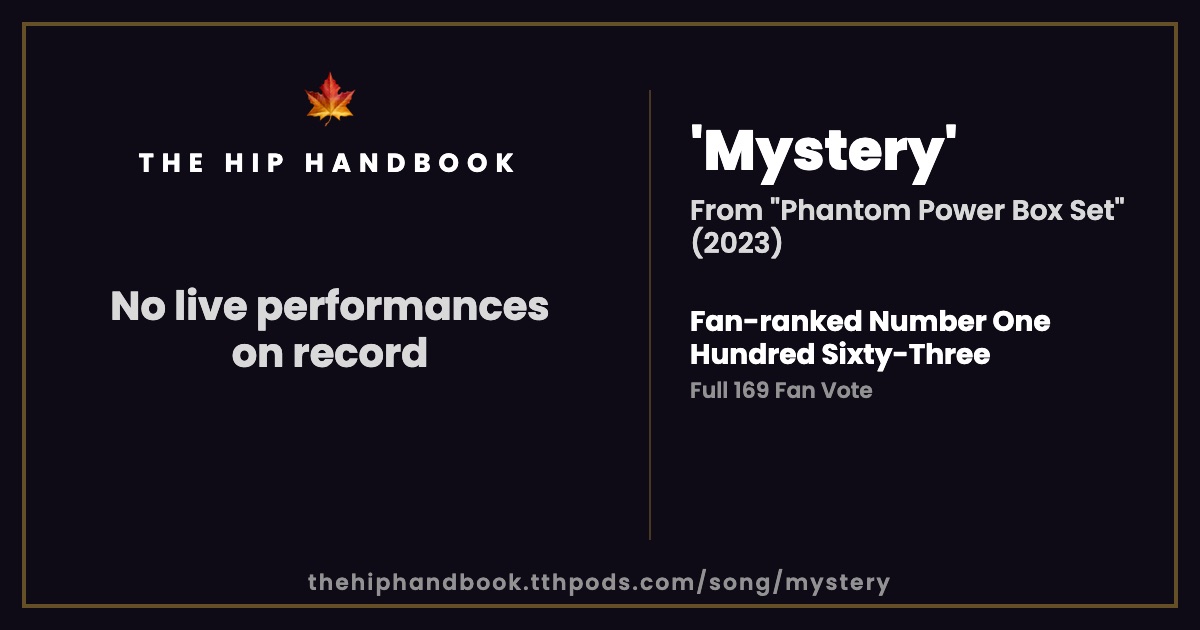 THE HIP HANDBOOK
No live performances
on record
'Mystery'
From "Phantom Power Box Set"
(2023)
Fan-ranked Number One
Hundred Sixty-Three
Full 169 Fan Vote
thehiphandbook.tthpods.com/song/mystery